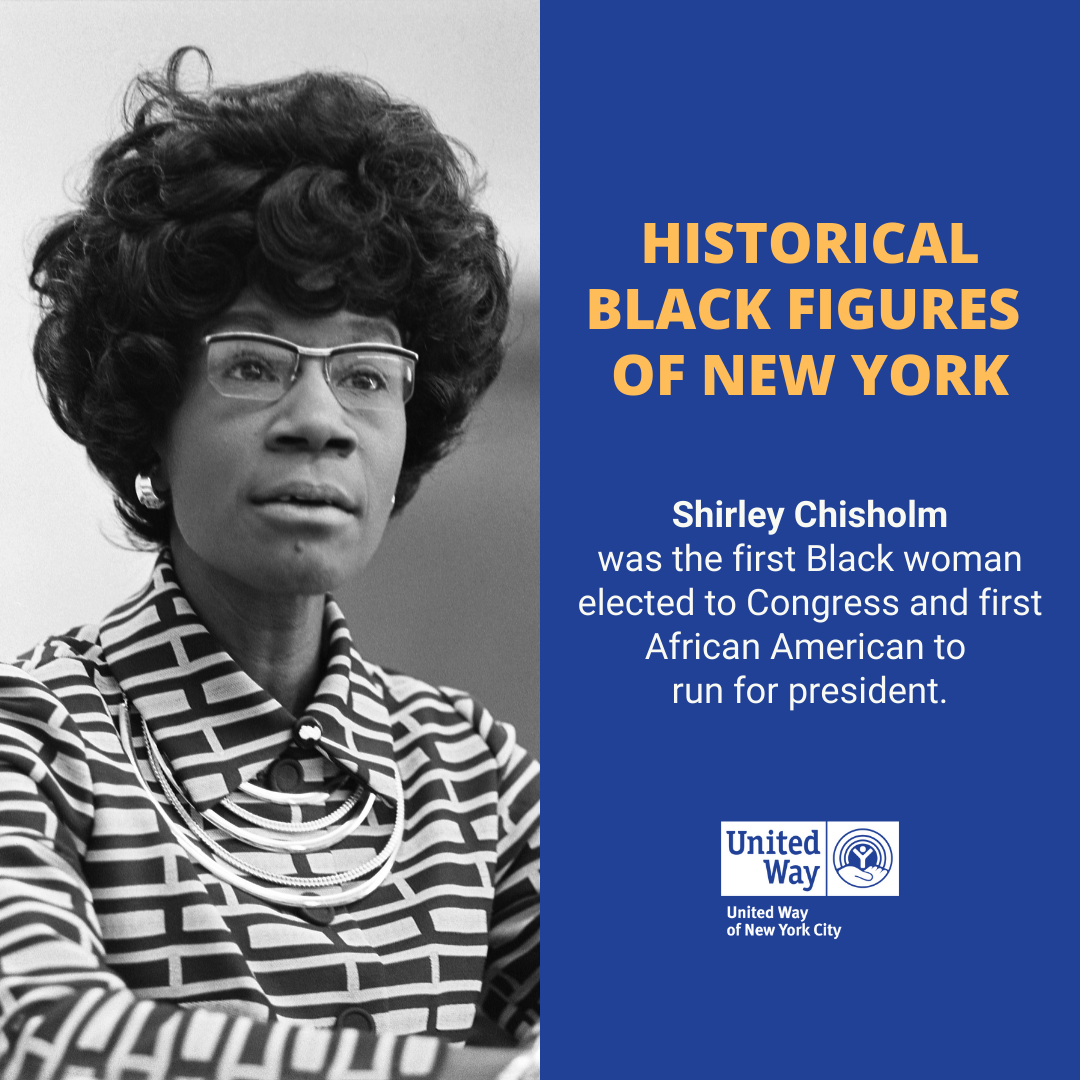 HISTORICAL
BLACK FIGURES
OF NEW YORK
Shirley Chisholm
was the first Black woman
elected to Congress and first
African American to
run for president.
United
Way
United Way
of New York City